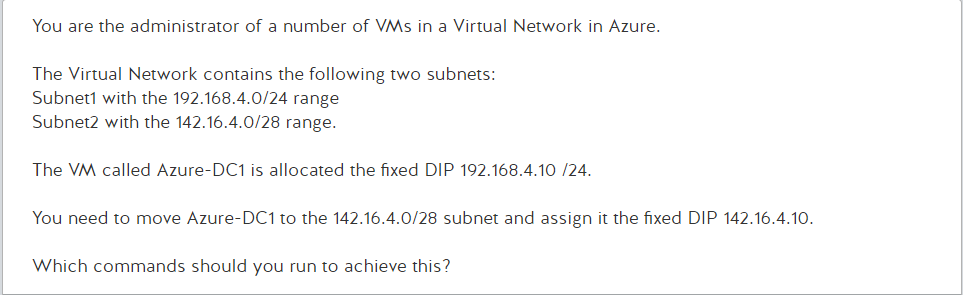 You are the administrator of a number of VMs in a Virtual Network in Azure.
The Virtual Network contains the following two subnets:
Subnet1 with the 192.168.4.0/24 range
Subnet2 with the 142.16.4.0/28 range.
The VM called Azure-DC1 is allocated the fixed DIP 192.168.4.10 /24.
You need to move Azure-DC1 to the 142.16.4.0/28 subnet and assign it the fixed DIP 142.16.4.10.
Which commands should you run to achieve this?